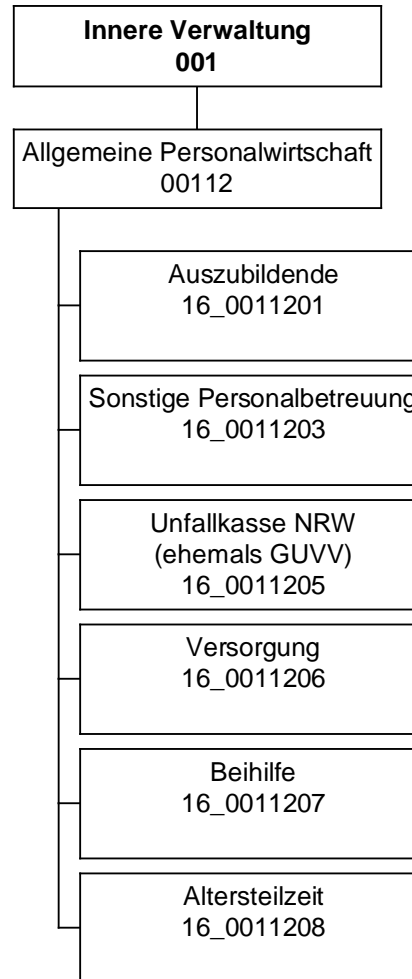 Innere Verwaltung
001
Allgemeine Personalwirtschaft
00112
Auszubildende
16_0011201
Sonstige Personalbetreuung
16_0011203
Unfallkasse NRW
(ehemals GUVV)
16_0011205
Versorgung
16_0011206
Beihilfe
16_0011207
Altersteilzeit
16_0011208